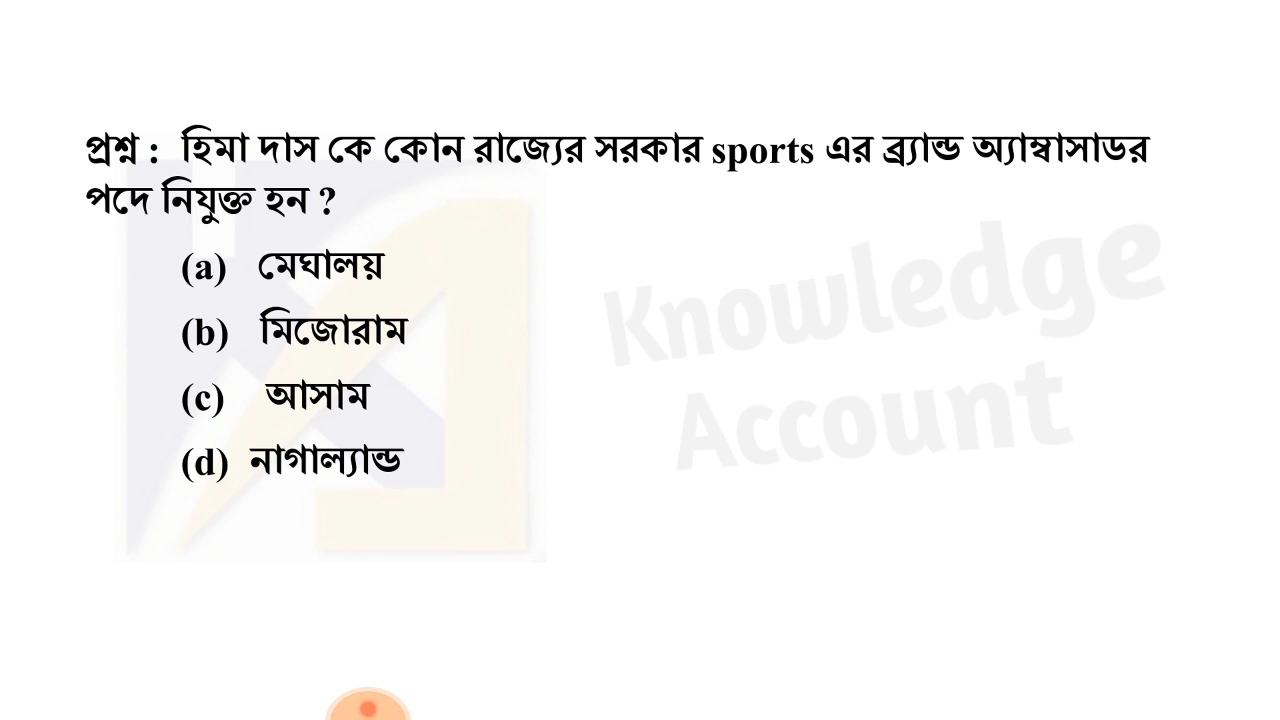 প্রশ্ন : হিমা দাস কে কোন রাজ্যের সরকার sports এর ব্র্যান্ড অ্যাম্বাসাডর
পদে নিযুক্ত হন ?
(a) মেঘালয়
(b) মিজোরাম
(c) আসাম
(d) নাগাল্যান্ড
Knowledge
Account